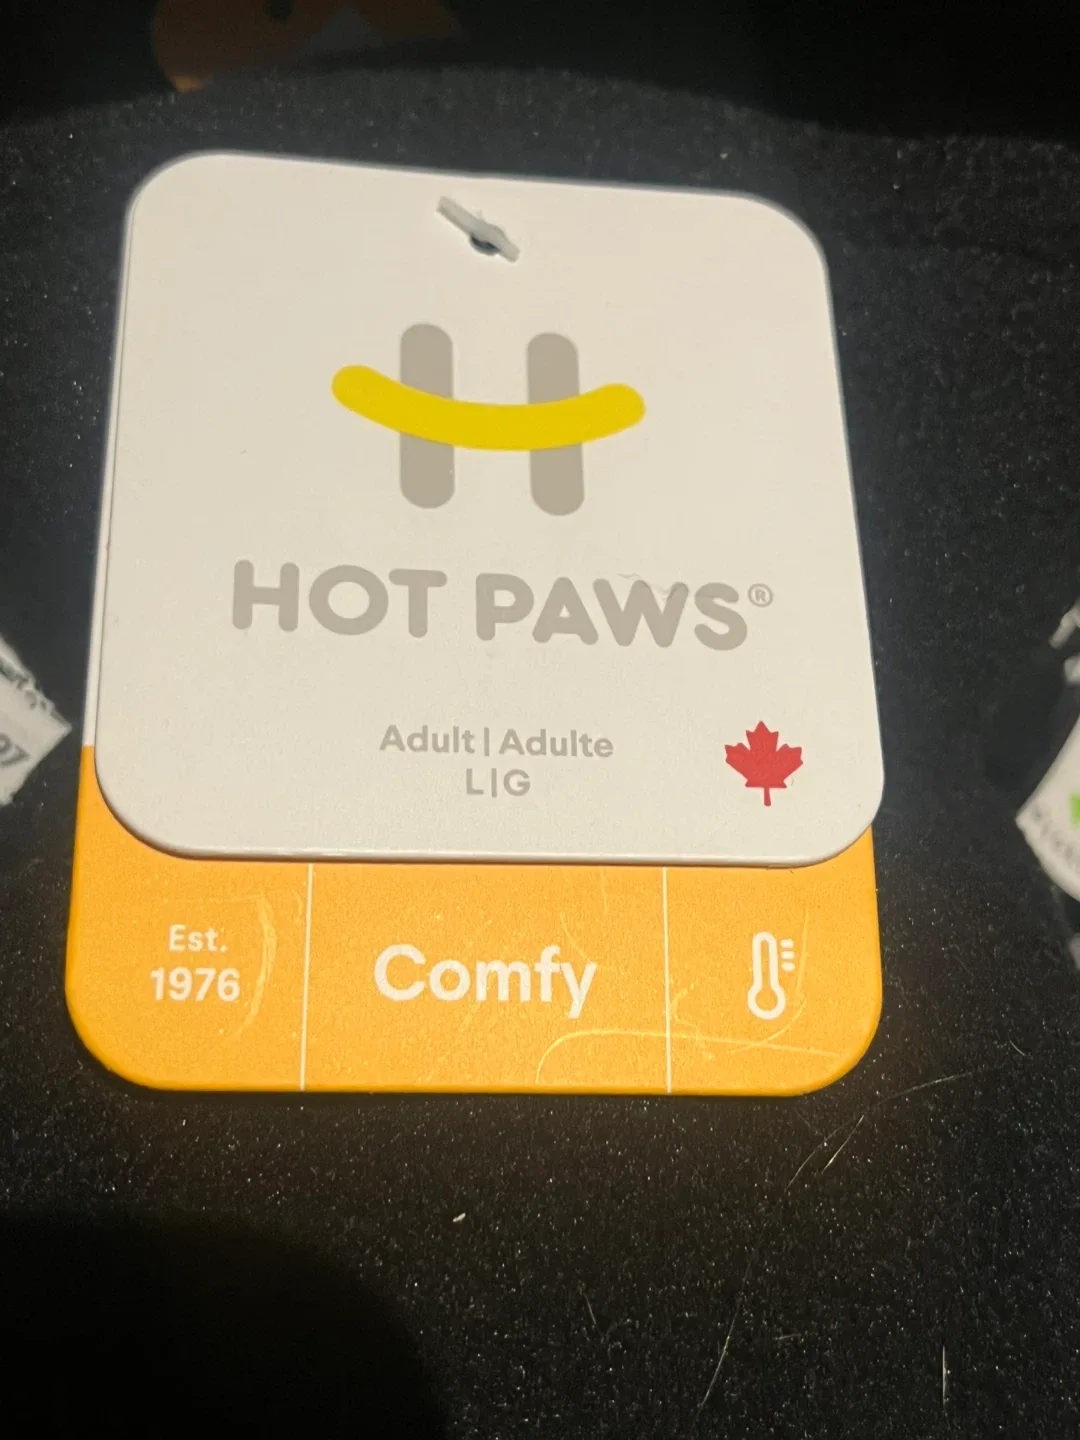 HOT PAWS®
Adult | Adulte
L|G
Est.
1976
Comfy